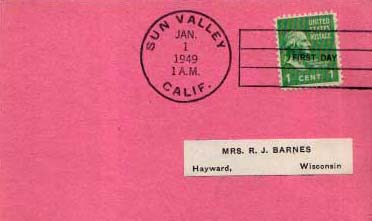 SUN VALLEY
JAN.
1
1949
1 A.M.
CALIF.
UNITED
STATES
POSTAGE
FIRST DAY
1 CENT 1
MRS. R. J. BARNES
Hayward, Wisconsin